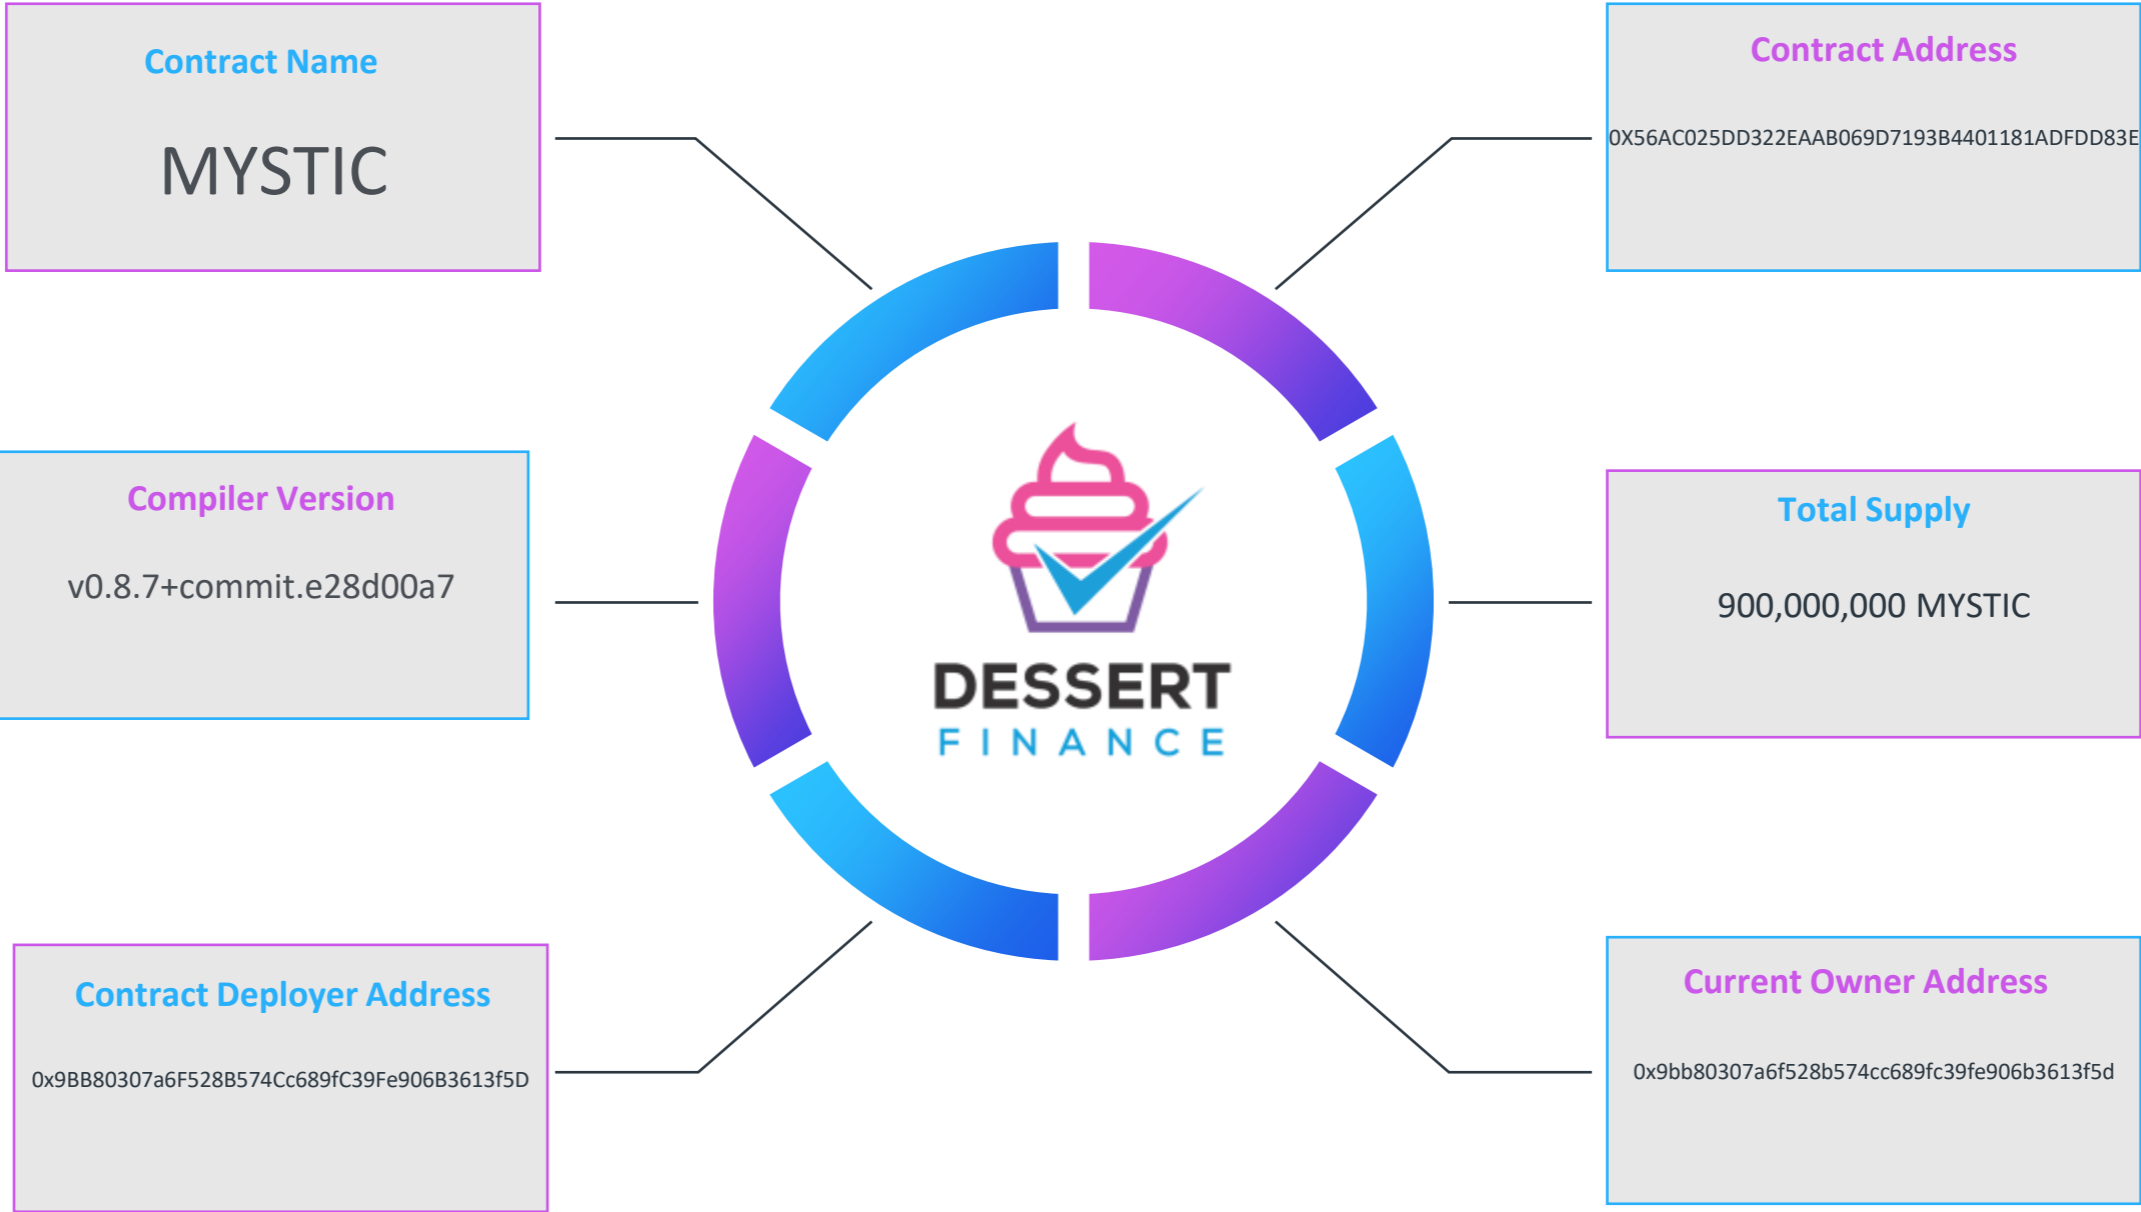 Contract Name
MYSTIC
Contract Address
0X56AC025DD322EAAB069D7193B4401181ADFDD83E
Compiler Version
v0.8.7+commit.e28d00a7
DESSERT
FINANCE
Total Supply
900,000,000 MYSTIC
Contract Deployer Address
0x9BB80307a6F528B574Cc689fC39Fe906B3613f5D
Current Owner Address
0x9bb80307a6f528b574cc689fc39fe906b3613f5d